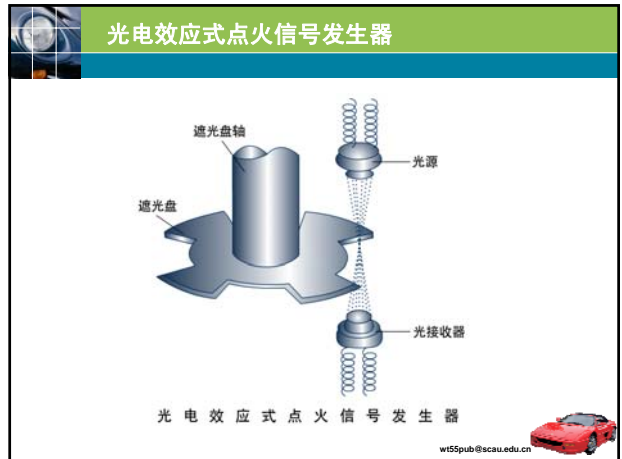 光电效应式点火信号发生器
遮光盘轴
光源
遮光盘
光接收器
光电效应式点火信号发生器
wt55pub@scau.edu.cn